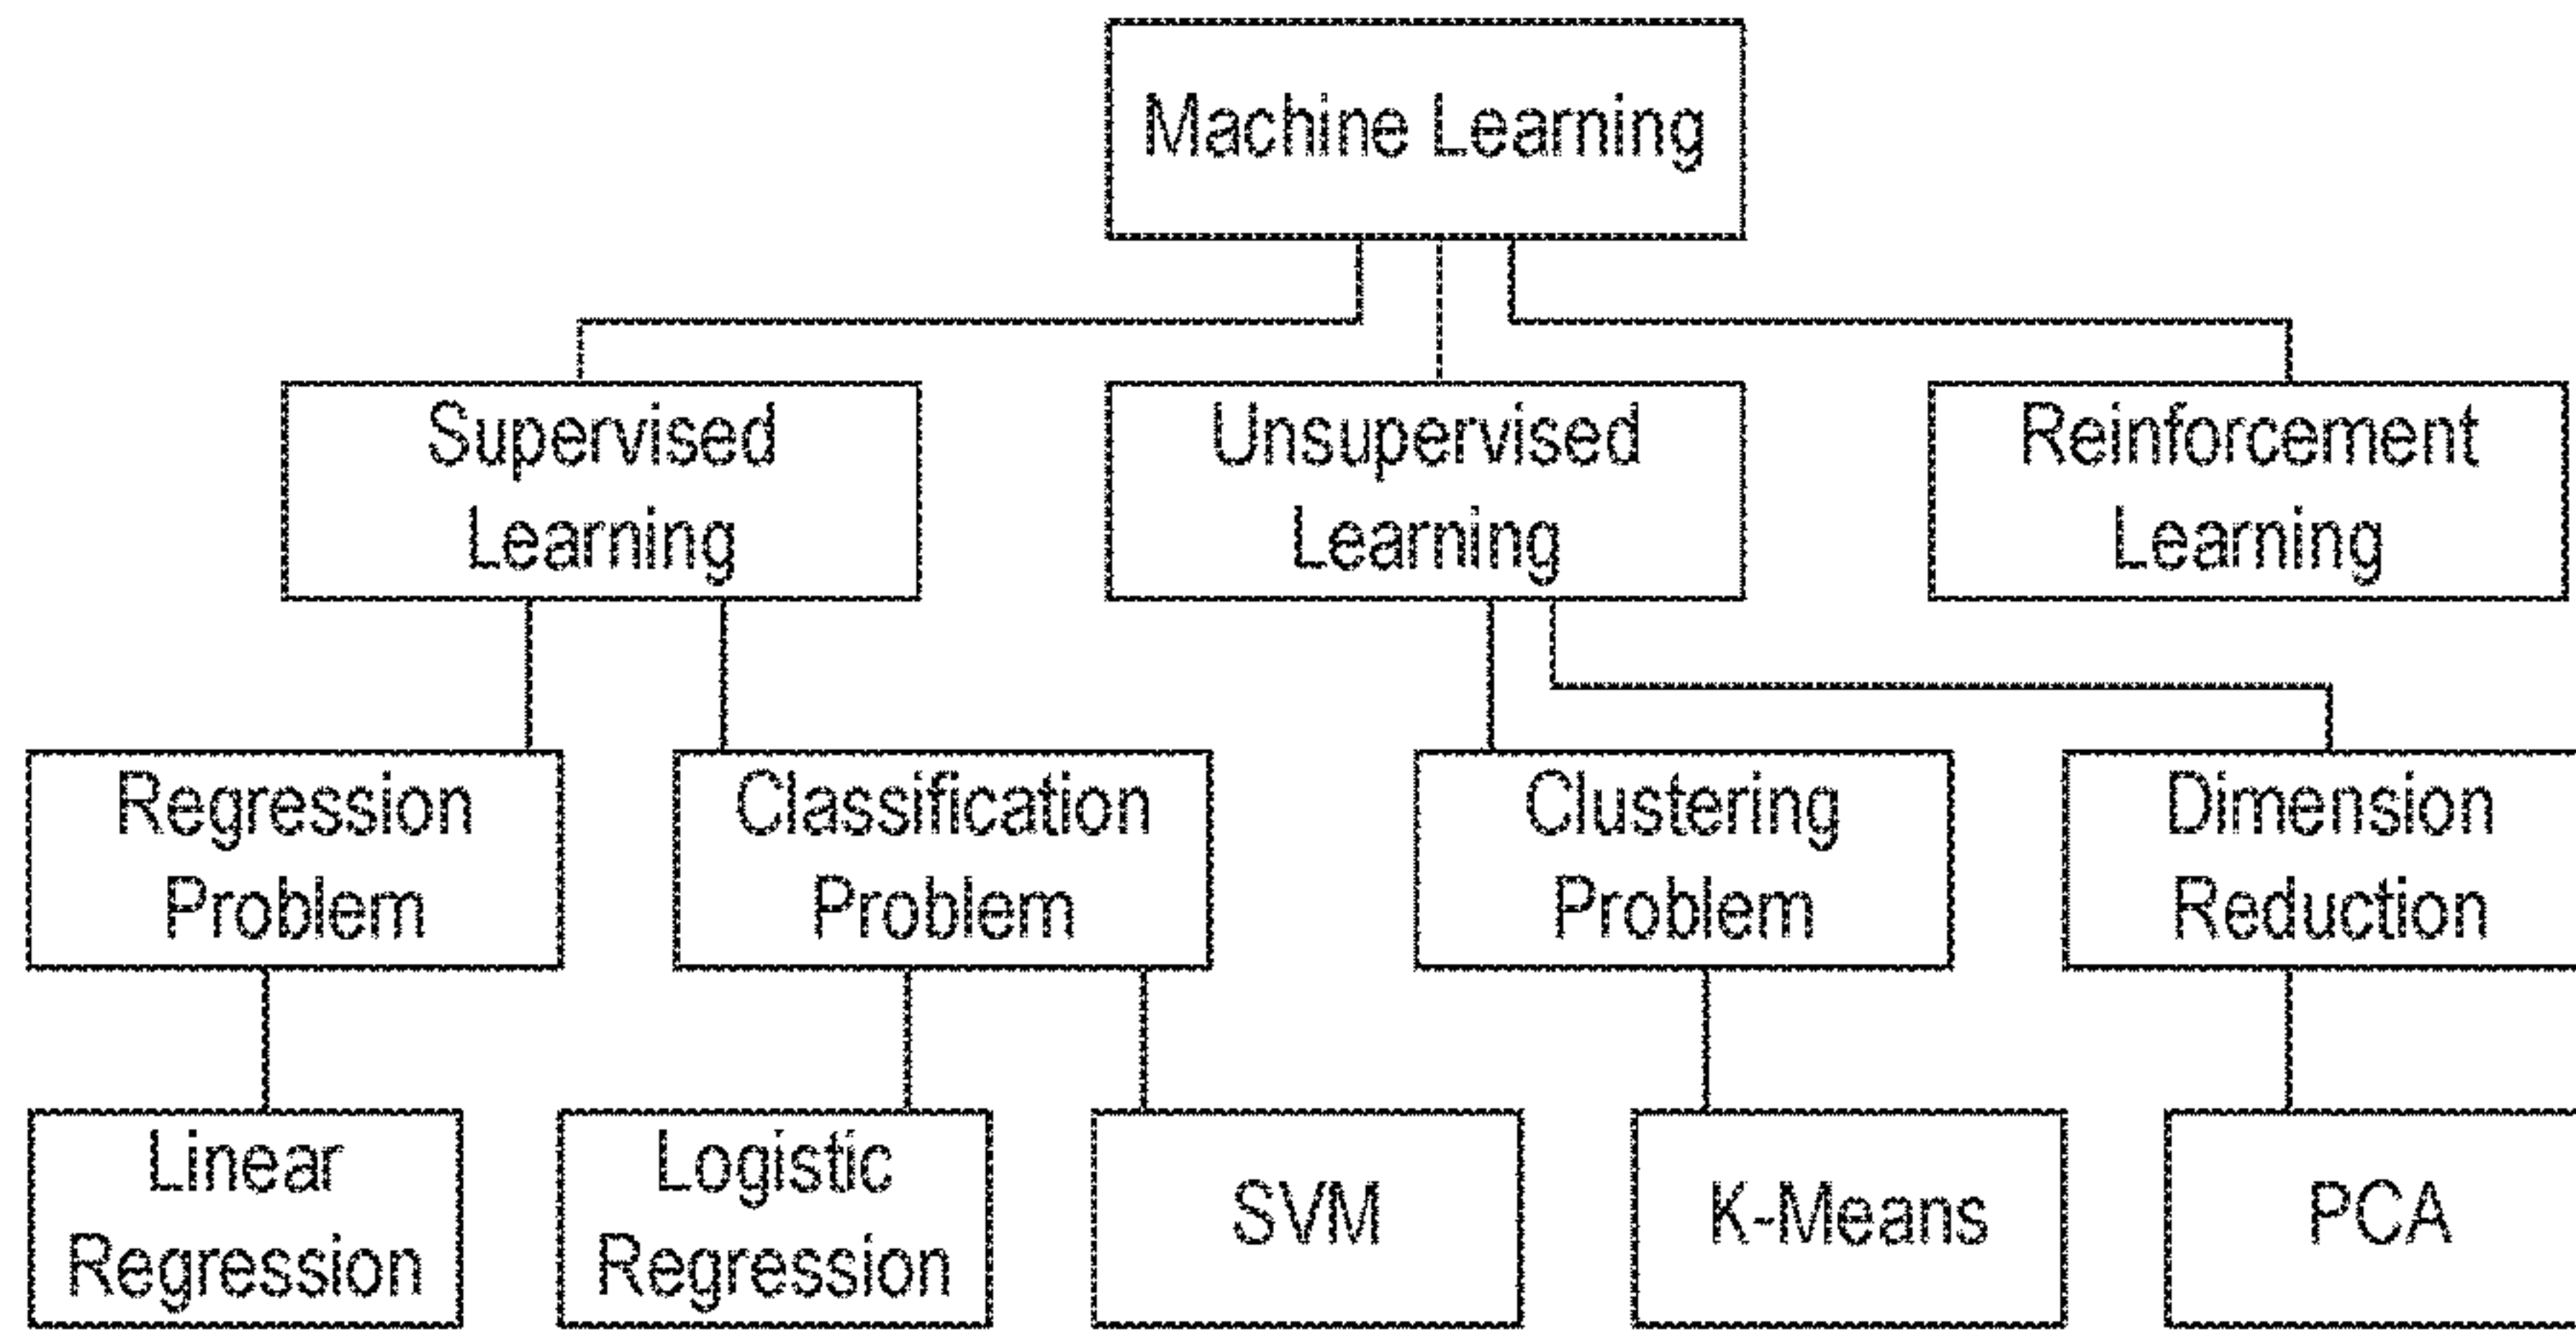 Machine Learning
Supervised
Learning
Unsupervised
Learning
Reinforcement
Learning
Regression
Problem
Classification
Problem
Clustering
Problem
Dimension
Reduction
Linear
Regression
Logistic
Regression
SVM
K-Means
PCA